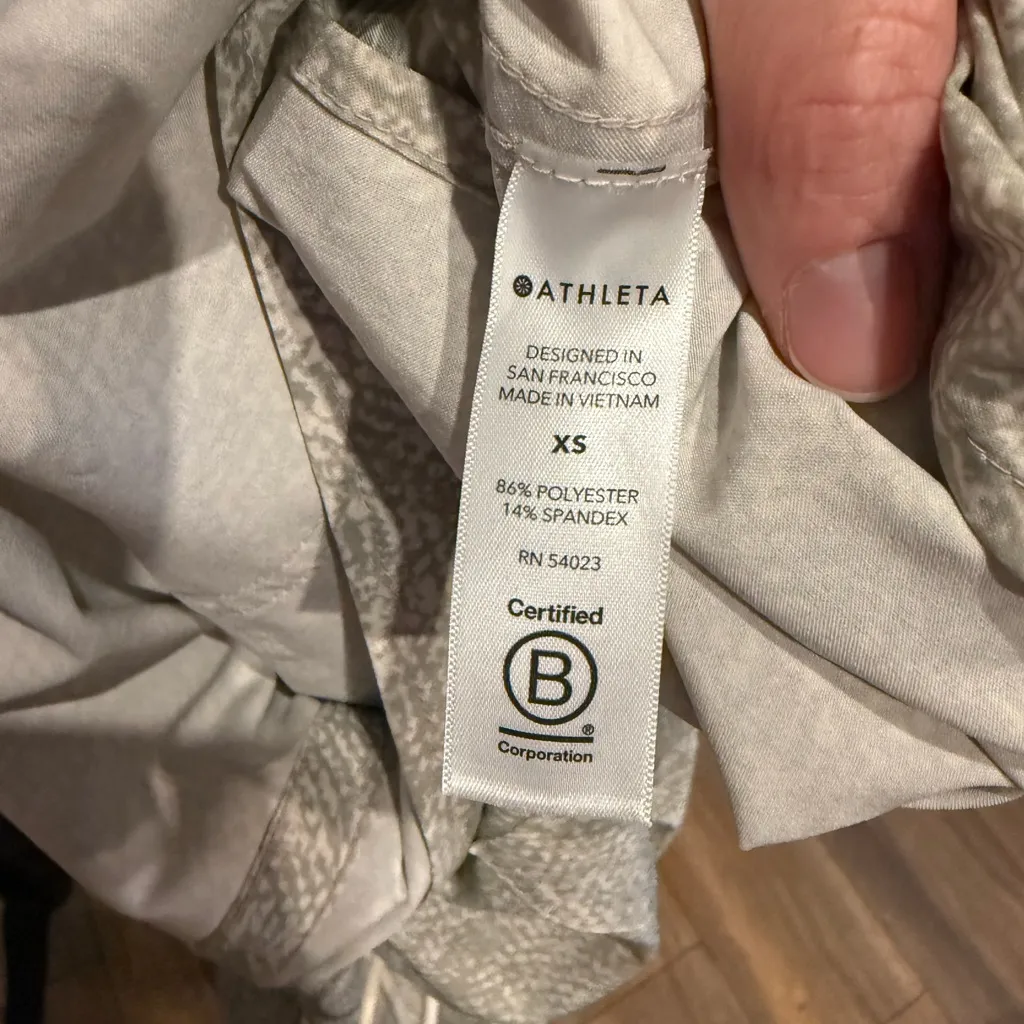 ATHLETA
DESIGNED IN
SAN FRANCISCO
MADE IN VIETNAM
XS
86% POLYESTER
14% SPANDEX
RN 54023
Certified
B
®
Corporation